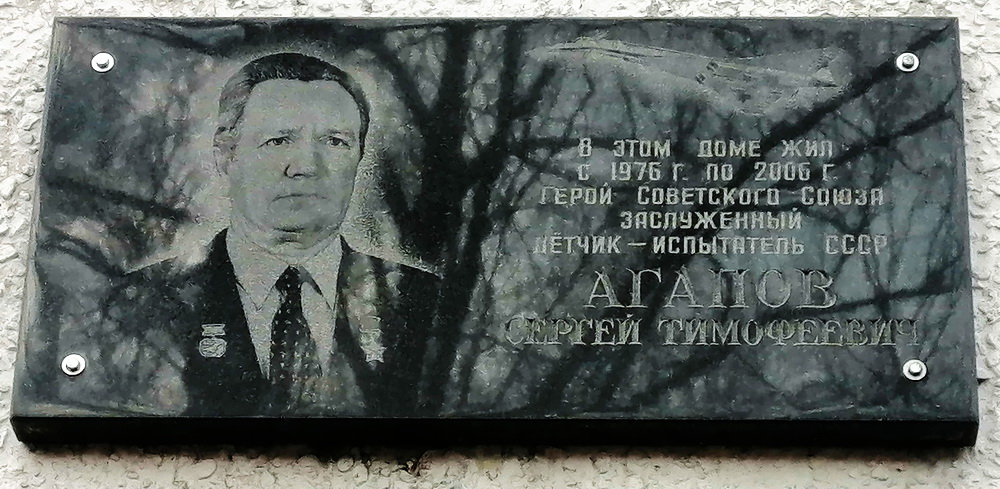 В ЭТОМ ДОМЕ ЖИЛ
С 1976 Г. ПО 2006 Г.
ГЕРОЙ СОВЕТСКОГО СОЮЗА
ЗАСЛУЖЕННЫЙ
ЛЁТЧИК – ИСПЫТАТЕЛЬ СССР
АГАПОВ
СЕРГЕЙ ТИМОФЕЕВИЧ